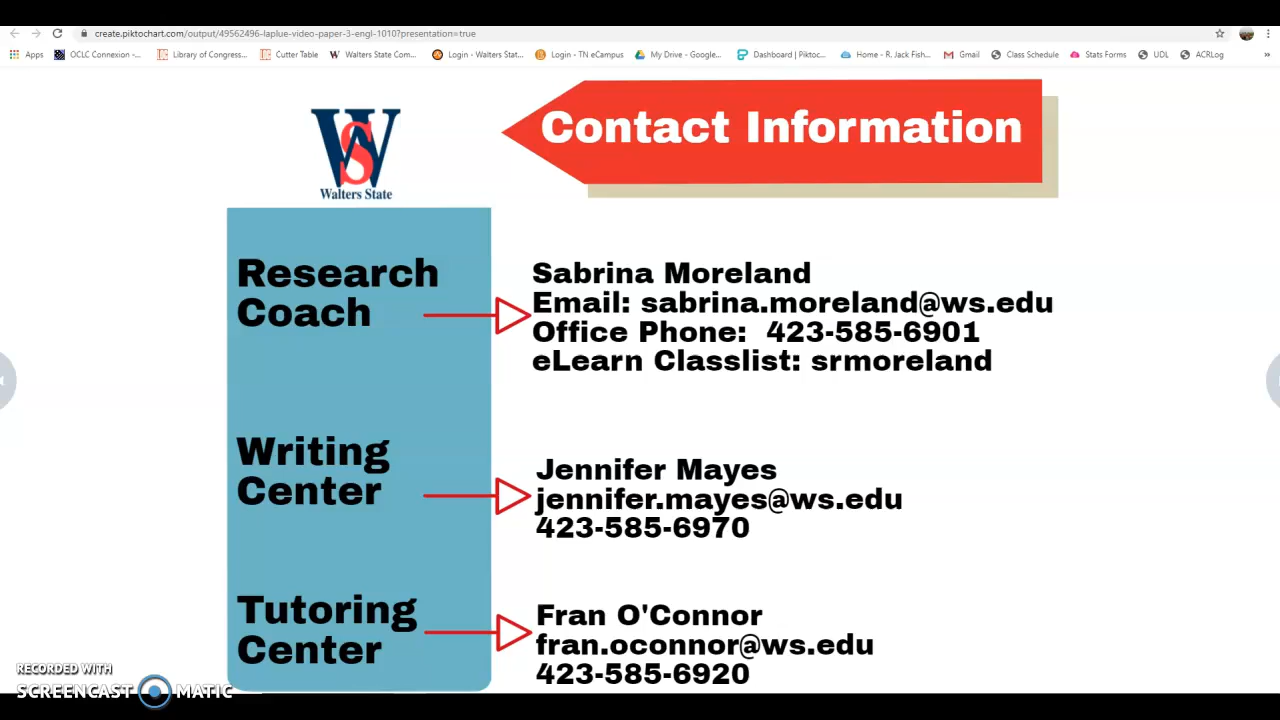 create.piktochart.com/output/49562496-laplue-video-paper-3-engl-1010?presentation=true
Apps OCLC Connexion -... Library of Congress... Cutter Table Walters State Com... Login - Walters Stat... Login - TN eCampus My Drive - Google... Dashboard | Piktoc... Home - R. Jack Fish... Gmail Class Schedule Stats Forms UDL ACRLog »
WS
Walters State
Contact Information
Research
Coach
Sabrina Moreland
Email: sabrina.moreland@ws.edu
Office Phone: 423-585-6901
eLearn Classlist: srmoreland
Writing
Center
Jennifer Mayes
jennifer.mayes@ws.edu
423-585-6970
Tutoring
Center
Fran O'Connor
fran.oconnor@ws.edu
423-585-6920
RECORDED WITH
SCREENCAST MATIC